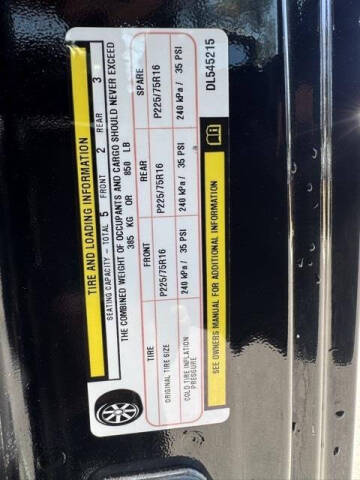 TIRE AND LOADING INFORMATION
SEATING CAPACITY - TOTAL 5 FRONT 2 REAR 3
THE COMBINED WEIGHT OF OCCUPANTS AND CARGO SHOULD NEVER EXCEED
385 KG OR 850 LB
TIRE FRONT REAR SPARE
ORIGINAL TIRE SIZE P225/75R16 P225/75R16 P225/75R16
COLD TIRE INFLATION PRESSURE 240 kPa / 35 PSI 240 kPa / 35 PSI 240 kPa / 35 PSI
SEE OWNERS MANUAL FOR ADDITIONAL INFORMATION
DL545215